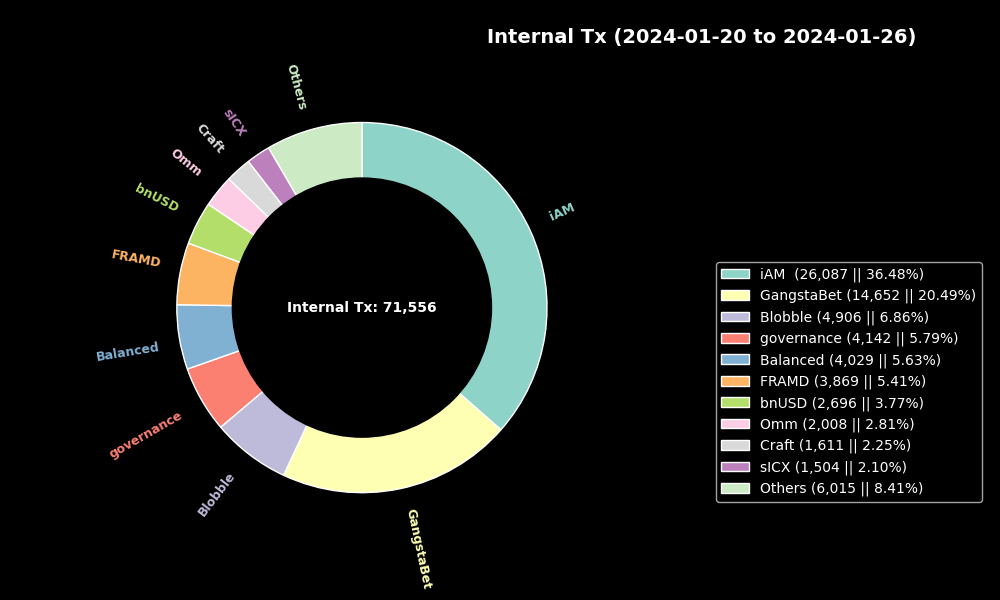 Internal Tx (2024-01-20 to 2024-01-26)
Others
sICX
Craft
Omm
bnUSD
iAM
FRAMD
Internal Tx: 71,556
Balanced
governance
Blobble
GangstaBet
iAM  (26,087 || 36.48%)
GangstaBet (14,652 || 20.49%)
Blobble (4,906 || 6.86%)
governance (4,142 || 5.79%)
Balanced (4,029 || 5.63%)
FRAMD (3,869 || 5.41%)
bnUSD (2,696 || 3.77%)
Omm (2,008 || 2.81%)
Craft (1,611 || 2.25%)
sICX (1,504 || 2.10%)
Others (6,015 || 8.41%)